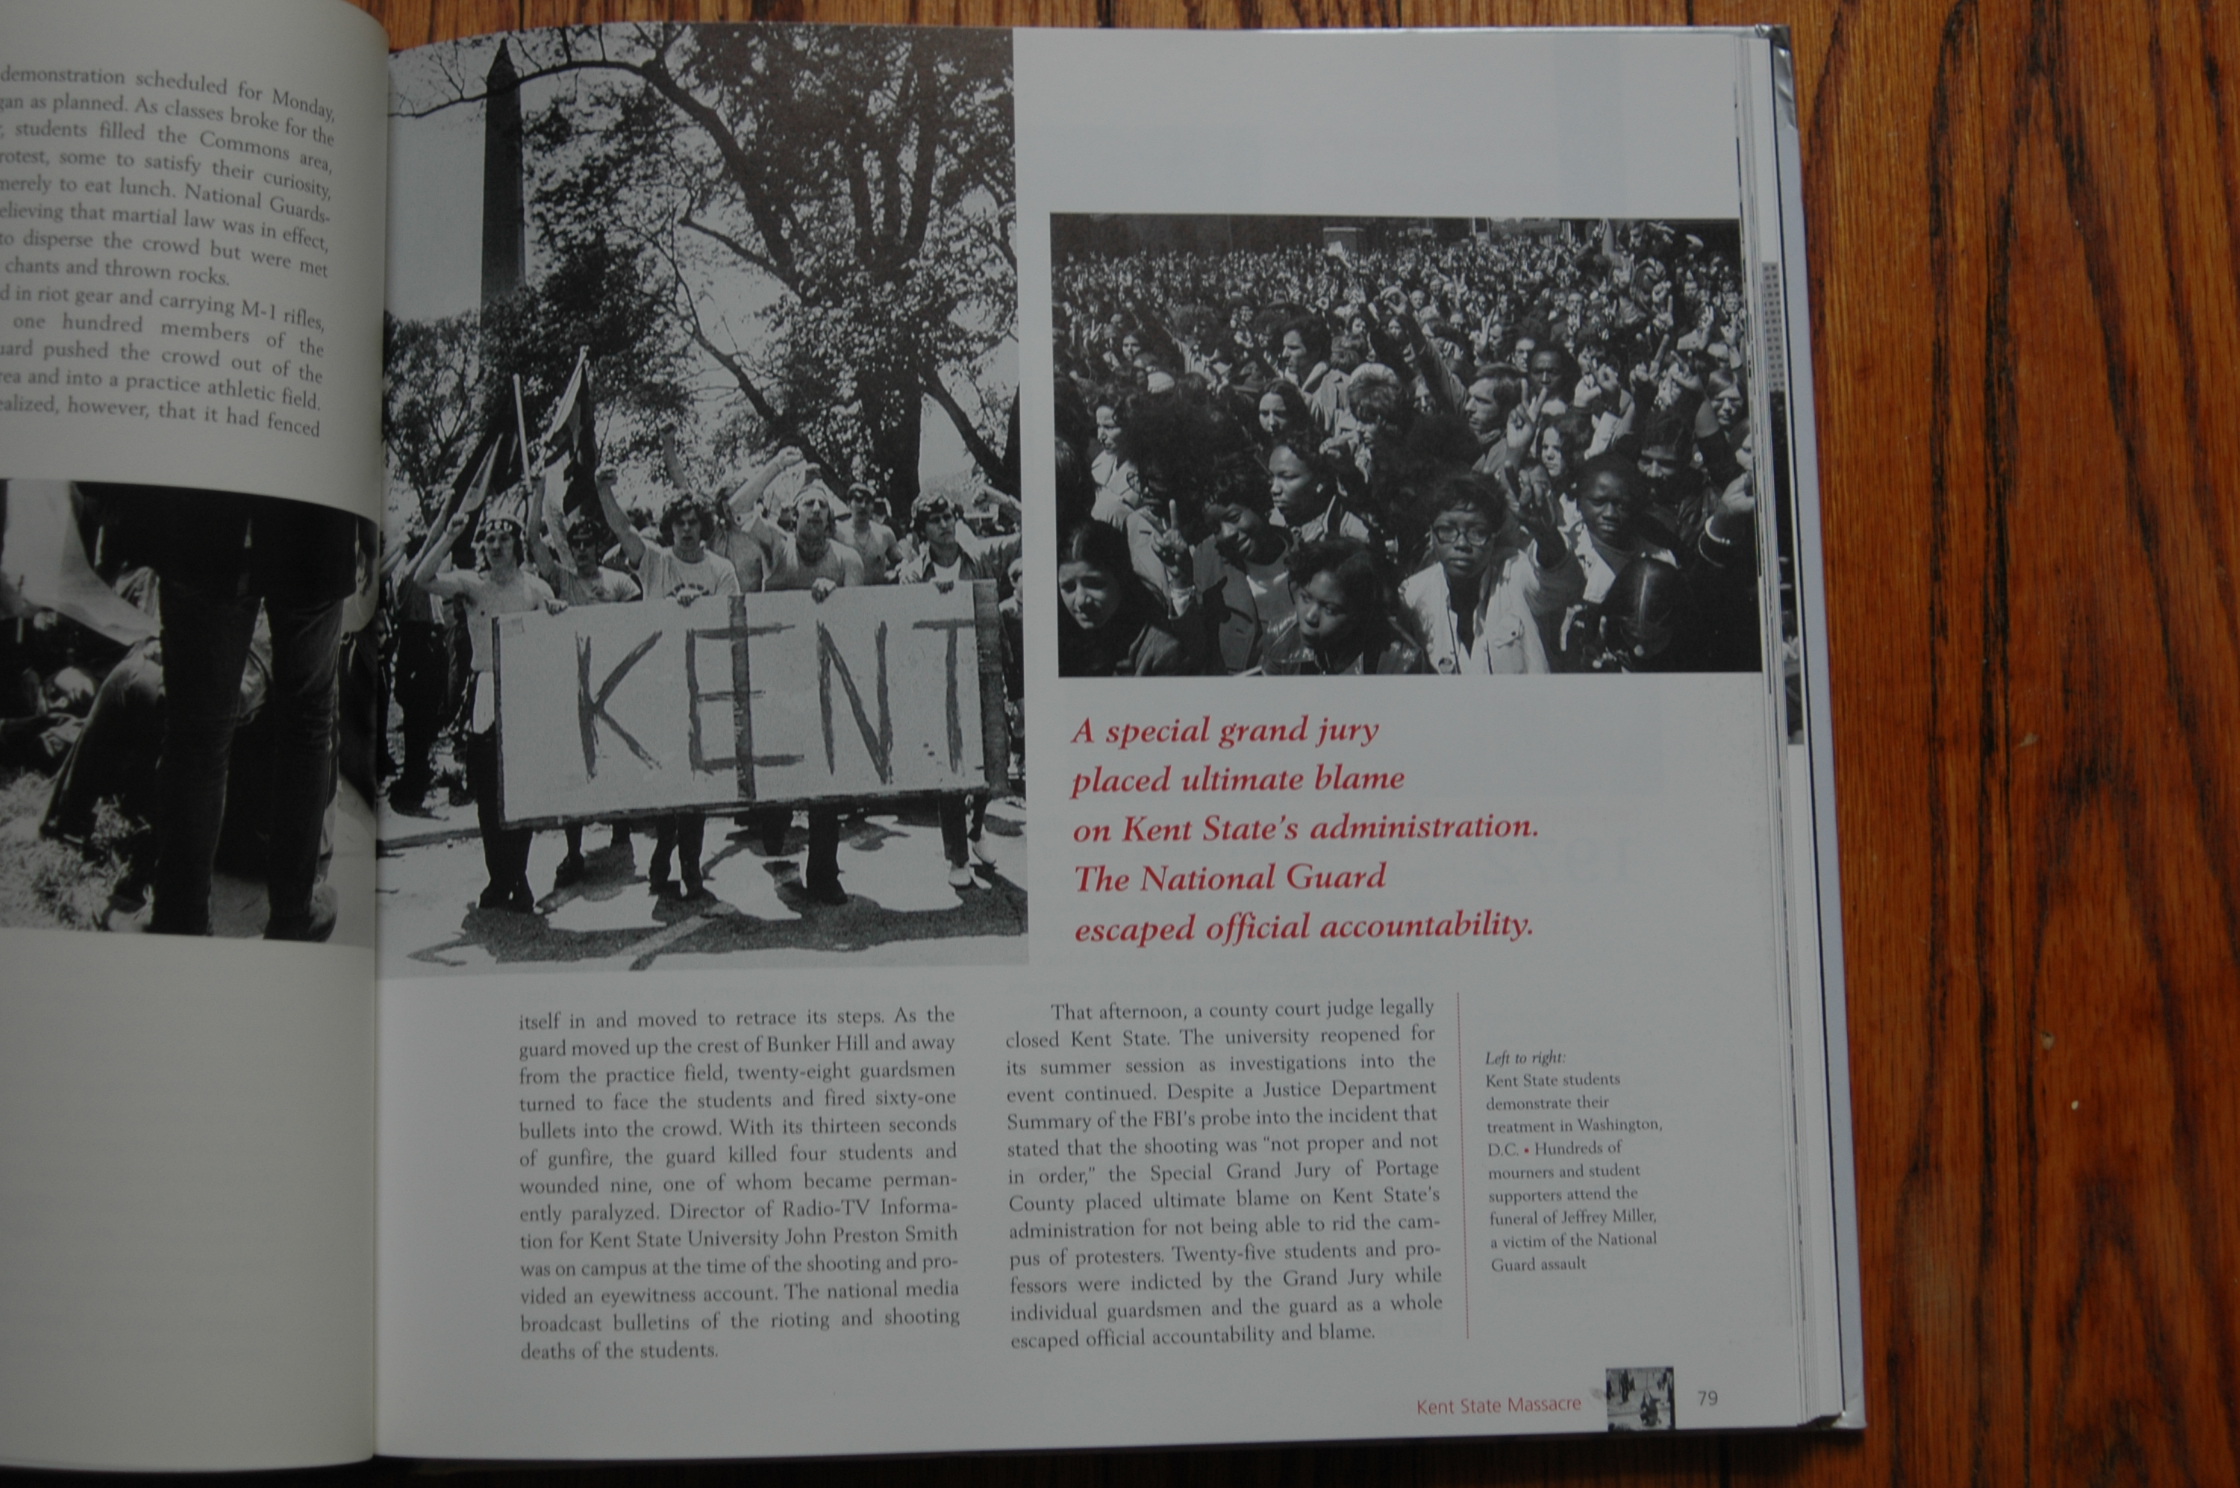 demonstration scheduled for Monday,
as planned. As classes broke for the
students filled the Commons area,
some to satisfy their curiosity,
to eat lunch. National Guards-
that martial law was in effect,
to disperse the crowd but were met
chants and thrown rocks.
in riot gear and carrying M-1 rifles,
one hundred members of the
pushed the crowd out of the
and into a practice athletic field.
however, that it had fenced
KENT
A special grand jury
placed ultimate blame
on Kent State's administration.
The National Guard
escaped official accountability.
itself in and moved to retrace its steps. As the
guard moved up the crest of Bunker Hill and away
from the practice field, twenty-eight guardsmen
turned to face the students and fired sixty-one
bullets into the crowd. With its thirteen seconds
of gunfire, the guard killed four students and
wounded nine, one of whom became perman-
ently paralyzed. Director of Radio-TV Informa-
tion for Kent State University John Preston Smith
was on campus at the time of the shooting and pro-
vided an eyewitness account. The national media
broadcast bulletins of the rioting and shooting
deaths of the students.
That afternoon, a county court judge legally
closed Kent State. The university reopened for
its summer session as investigations into the
event continued. Despite a Justice Department
Summary of the FBI's probe into the incident that
stated that the shooting was "not proper and not
in order," the Special Grand Jury of Portage
County placed ultimate blame on Kent State's
administration for not being able to rid the cam-
pus of protesters. Twenty-five students and pro-
fessors were indicted by the Grand Jury while
individual guardsmen and the guard as a whole
escaped official accountability and blame.
Left to right:
Kent State students
demonstrate their
treatment in Washington,
D.C. • Hundreds of
mourners and student
supporters attend the
funeral of Jeffrey Miller,
a victim of the National
Guard assault
Kent State Massacre 79